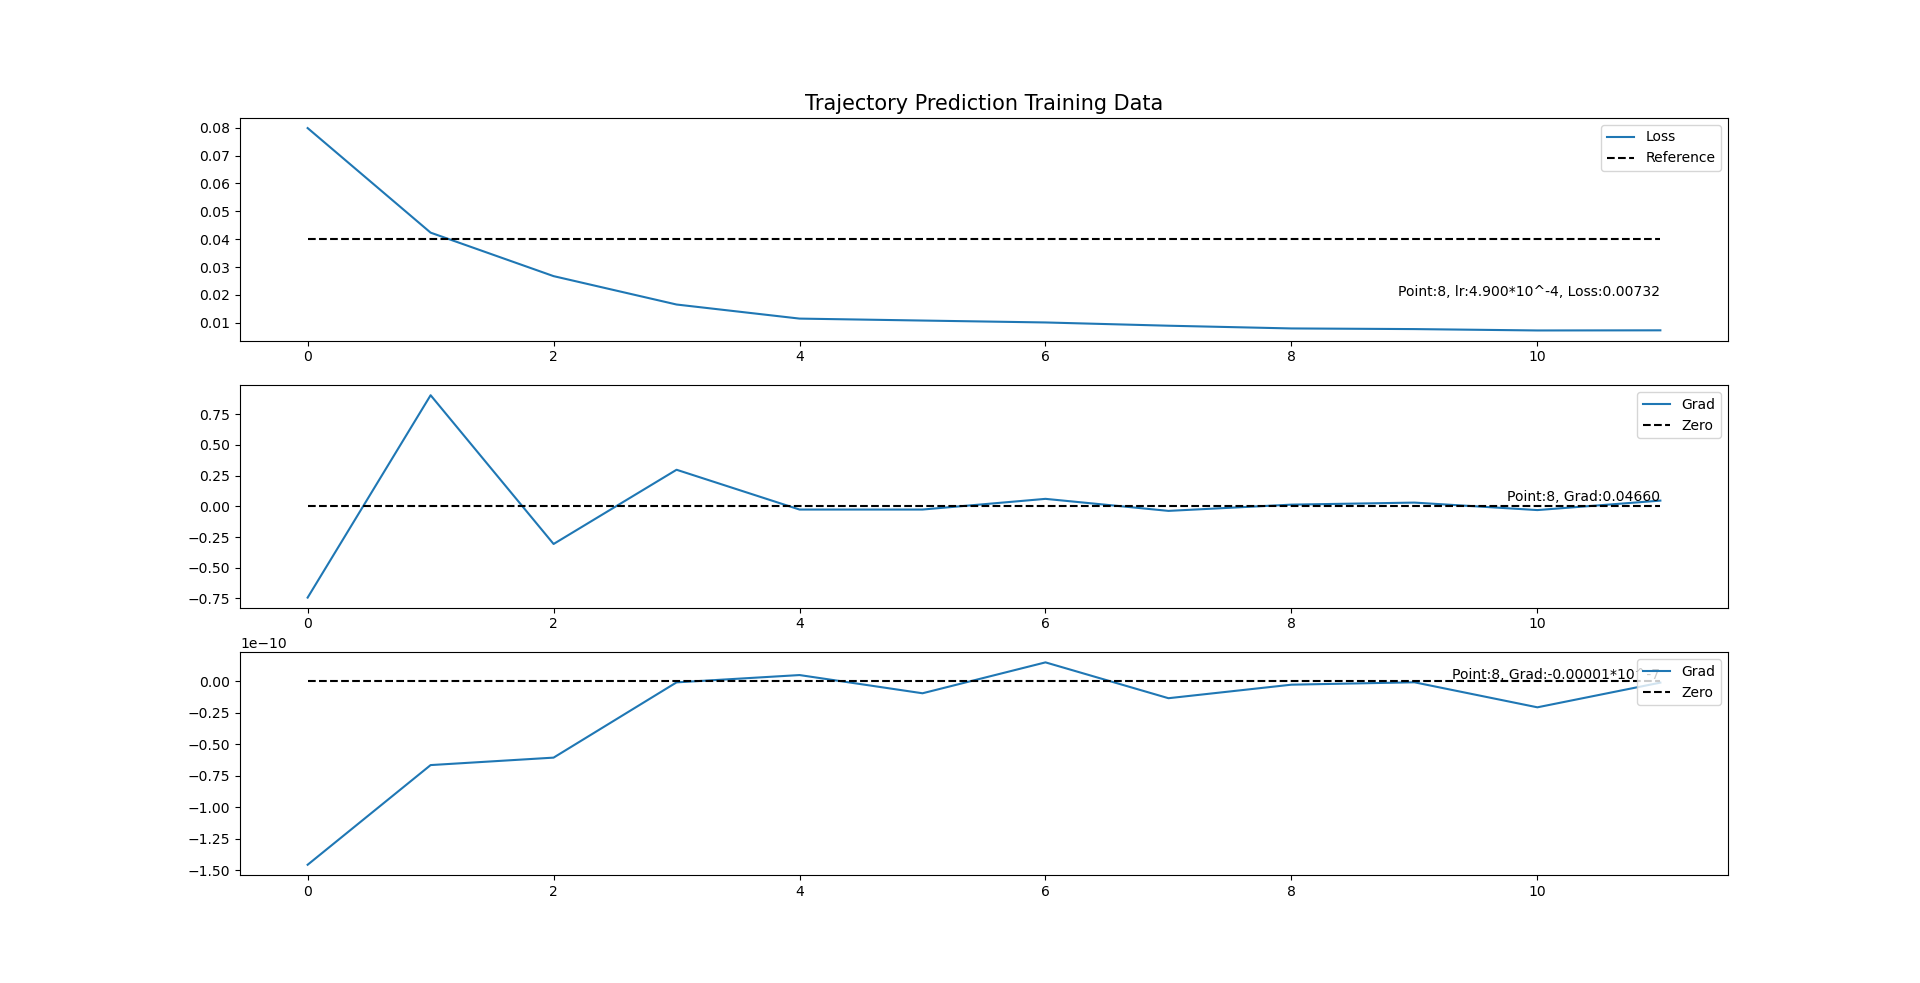 Trajectory Prediction Training Data
0.08
0.07
0.06
0.05
0.04
0.03
0.02
0.01
Loss
Reference
Point:8, lr:4.900*10^-4, Loss:0.00732
0 2 4 6 8 10
0.75
0.50
0.25
0.00
−0.25
−0.50
−0.75
Grad
Zero
Point:8, Grad:0.04660
0 2 4 6 8 10
1e−10
0.00
−0.25
−0.50
−0.75
−1.00
−1.25
−1.50
Point:8, Grad:-0.00001*10^-7
Grad
Zero
0 2 4 6 8 10